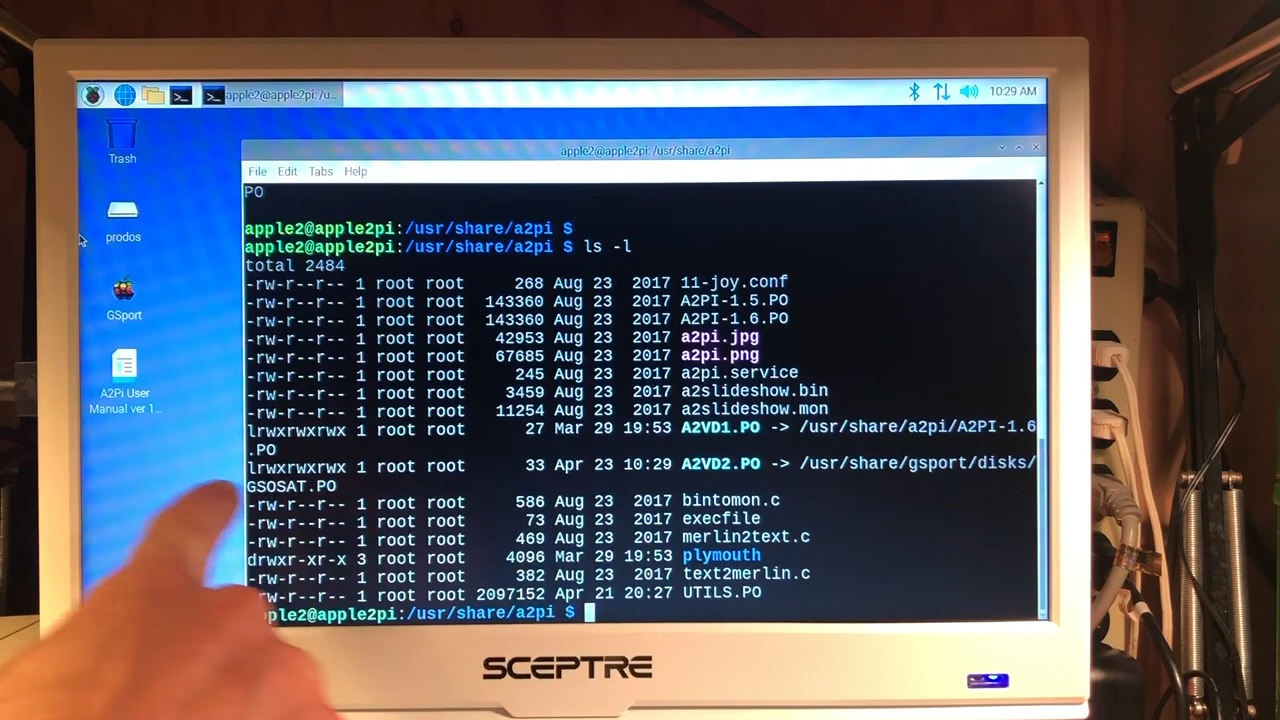 apple2@apple2pi: /u...
10:29 AM
Trash
prodos
GSport
A2Pi User
Manual ver 1...
apple2@apple2pi: /usr/share/a2pi
File Edit Tabs Help
PO
apple2@apple2pi:/usr/share/a2pi $
apple2@apple2pi:/usr/share/a2pi $ ls -l
total 2484
-rw-r--r-- 1 root root 268 Aug 23 2017 11-joy.conf
-rw-r--r-- 1 root root 143360 Aug 23 2017 A2PI-1.5.PO
-rw-r--r-- 1 root root 143360 Aug 23 2017 A2PI-1.6.PO
-rw-r--r-- 1 root root 42953 Aug 23 2017 a2pi.jpg
-rw-r--r-- 1 root root 67685 Aug 23 2017 a2pi.png
-rw-r--r-- 1 root root 245 Aug 23 2017 a2pi.service
-rw-r--r-- 1 root root 3459 Aug 23 2017 a2slideshow.bin
-rw-r--r-- 1 root root 11254 Aug 23 2017 a2slideshow.mon
lrwxrwxrwx 1 root root 27 Mar 29 19:53 A2VD1.PO -> /usr/share/a2pi/A2PI-1.6
.PO
lrwxrwxrwx 1 root root 33 Apr 23 10:29 A2VD2.PO -> /usr/share/gsport/disks/
GSOSAT.PO
-rw-r--r-- 1 root root 586 Aug 23 2017 bintomon.c
-rw-r--r-- 1 root root 73 Aug 23 2017 execfile
-rw-r--r-- 1 root root 469 Aug 23 2017 merlin2text.c
drwxr-xr-x 3 root root 4096 Mar 29 19:53 plymouth
-rw-r--r-- 1 root root 382 Aug 23 2017 text2merlin.c
-rw-r--r-- 1 root root 2097152 Apr 21 20:27 UTILS.PO
apple2@apple2pi:/usr/share/a2pi $
SCEPTRE